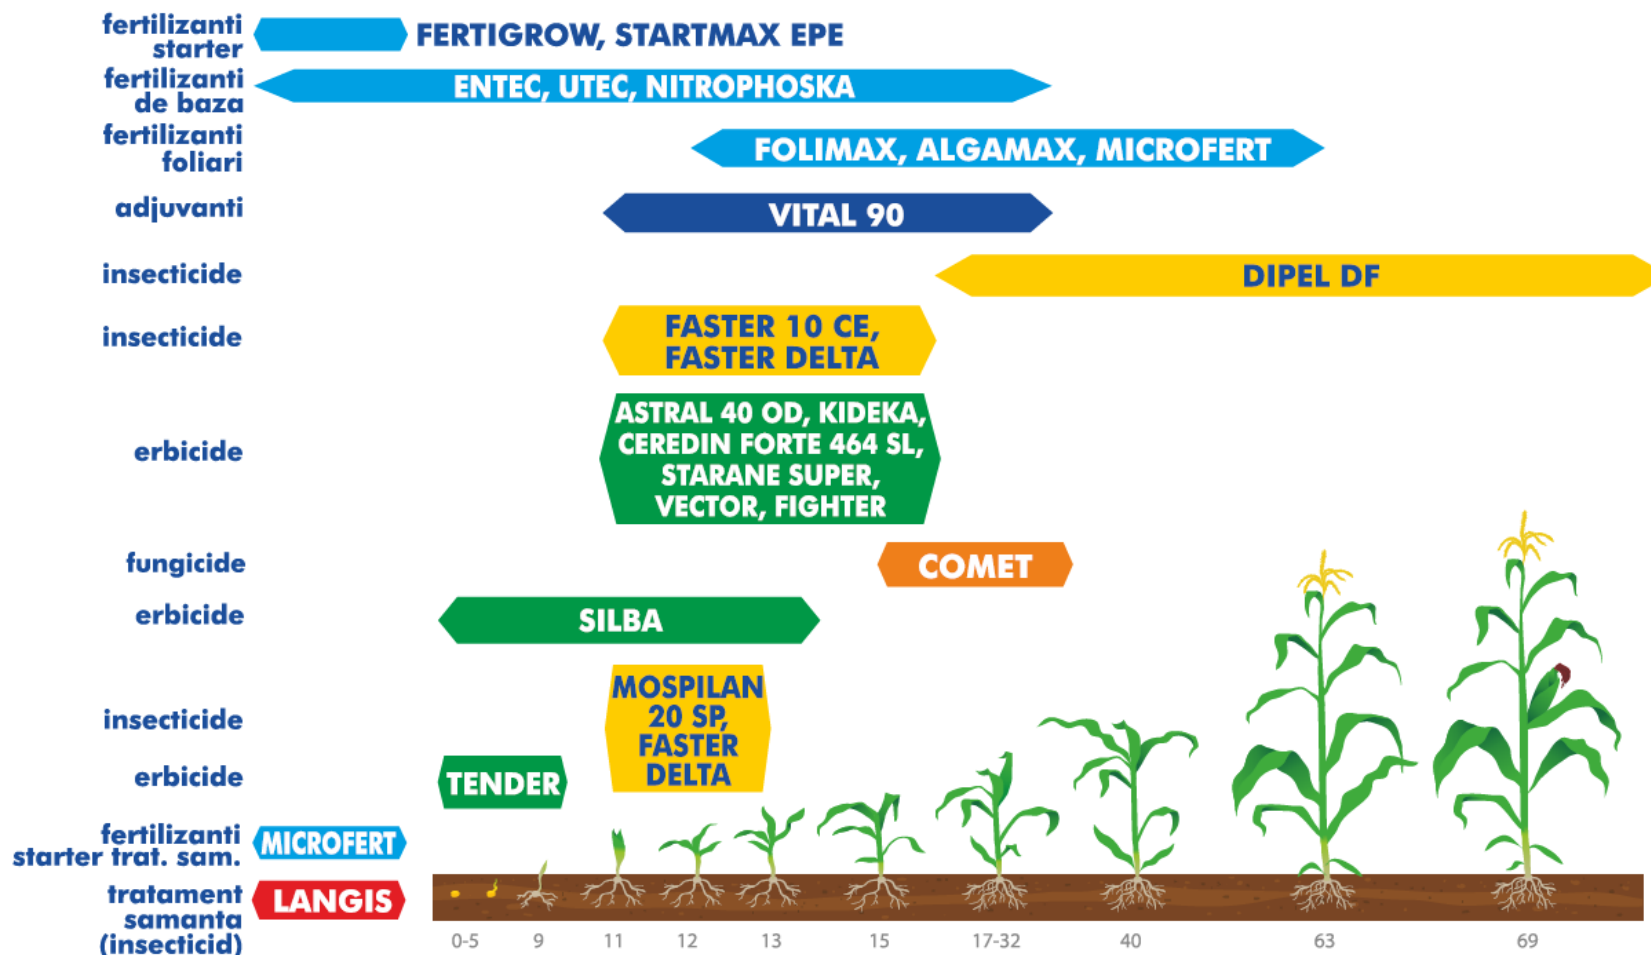 fertilizanti
starter
FERTIGROW, STARTMAX EPE
fertilizanti
de baza
ENTEC, UTEC, NITROPHOSKA
fertilizanti
foliari
FOLIMAX, ALGAMAX, MICROFERT
adjuvanti
VITAL 90
insecticide
DIPEL DF
insecticide
FASTER 10 CE,
FASTER DELTA
erbicide
ASTRAL 40 OD, KIDEKA,
CEREDIN FORTE 464 SL,
STARANE SUPER,
VECTOR, FIGHTER
fungicide
COMET
erbicide
SILBA
insecticide
MOSPILAN
20 SP,
FASTER
DELTA
erbicide
TENDER
fertilizanti
starter trat. sam.
MICROFERT
tratament
samanta
(insecticid)
LANGIS
0-5 9 11 12 13 15 17-32 40 63 69